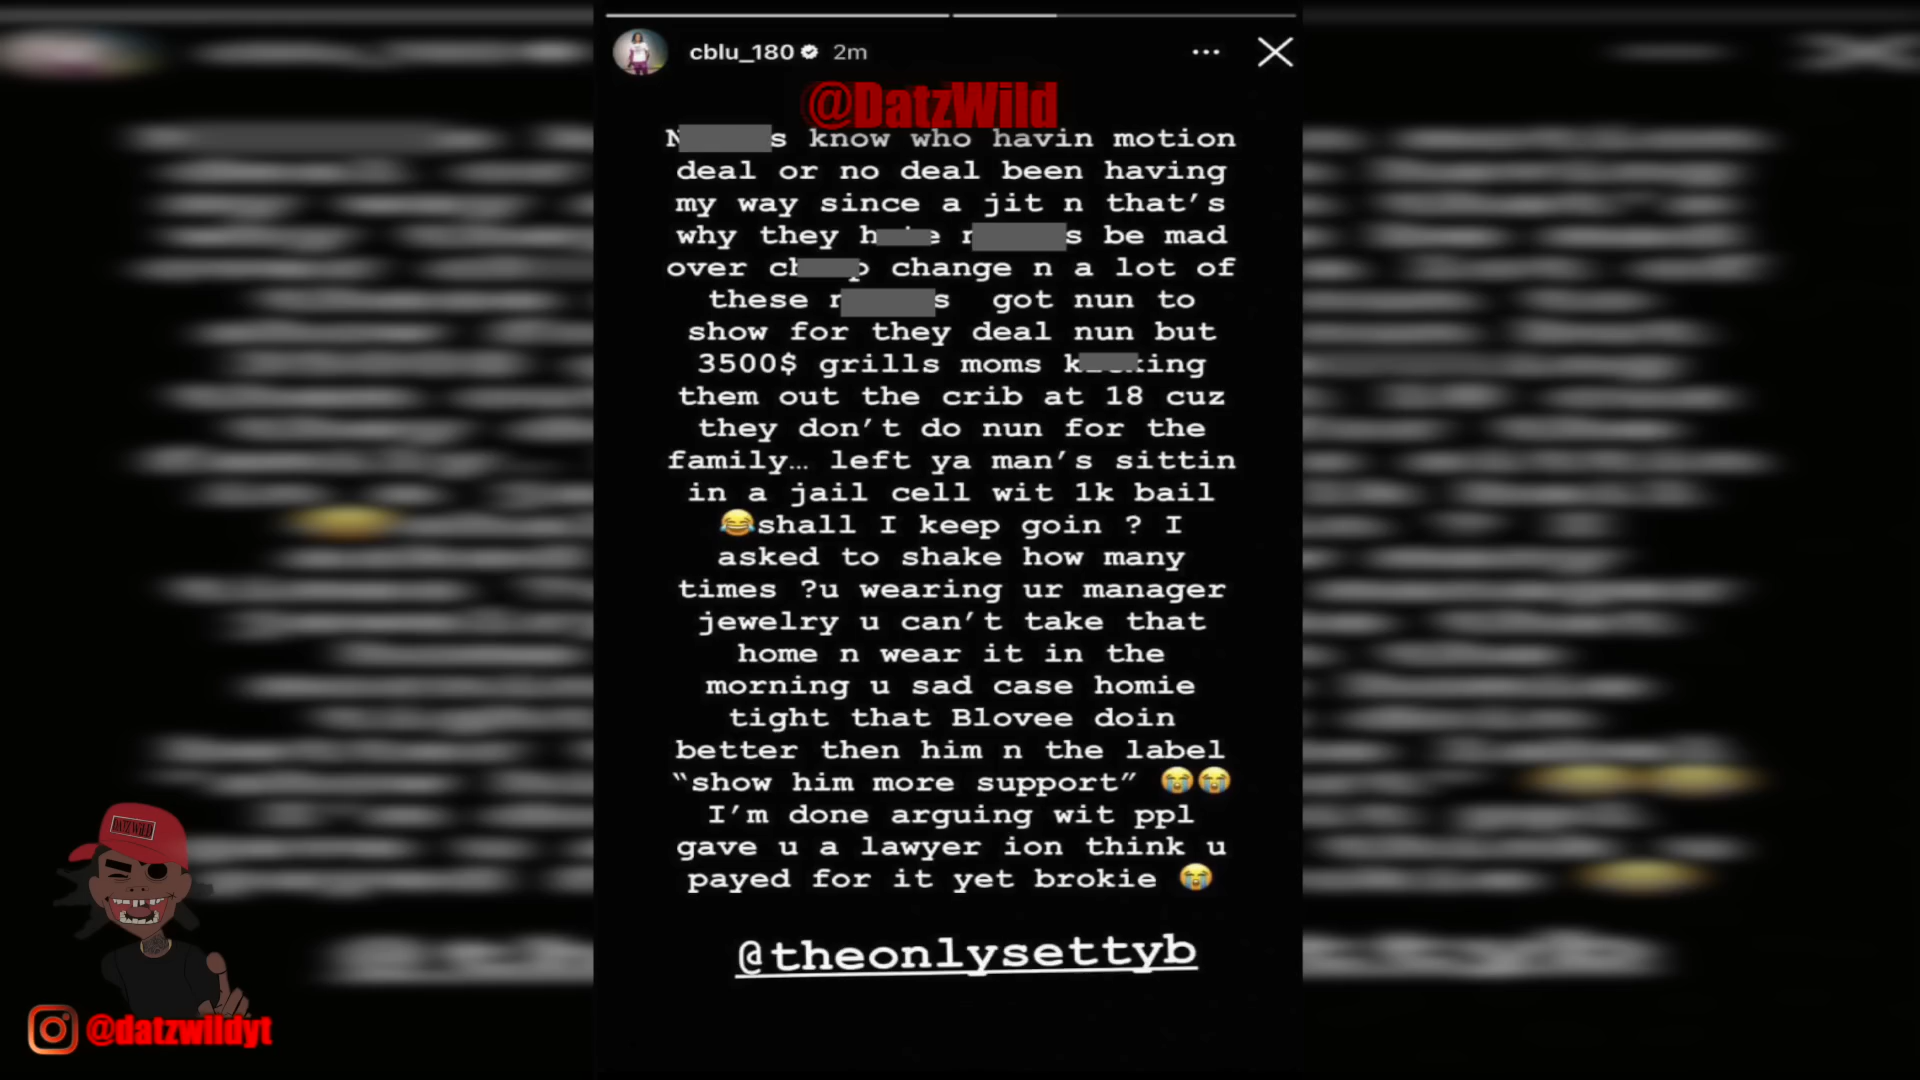 cblu_180 2m
@DatzWild
N s know who havin motion
deal or no deal been having
my way since a jit n that’s
why they s be mad
over change n a lot of
these s got nun to
show for they deal nun but
3500$ grills moms
them out the crib at 18 cuz
they don’t do nun for the
family… left ya man’s sittin
in a jail cell wit 1k bail
😂shall I keep goin ? I
asked to shake how many
times ?u wearing ur manager
jewelry u can’t take that
home n wear it in the
morning u sad case homie
tight that Blovee doin
better then him n the label
“show him more support” 😭😭
I’m done arguing wit ppl
gave u a lawyer ion think u
payed for it yet brokie 😭
@theonlysettyb
DATZ WILD
@datzwildyt